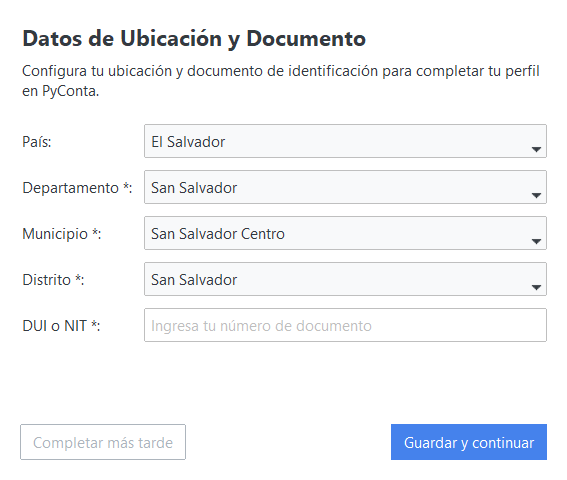 Datos de Ubicación y Documento
Configura tu ubicación y documento de identificación para completar tu perfil
en PyConta.
País: El Salvador
Departamento *: San Salvador
Municipio *: San Salvador Centro
Distrito *: San Salvador
DUI o NIT *: Ingresa tu número de documento
Completar más tarde Guardar y continuar